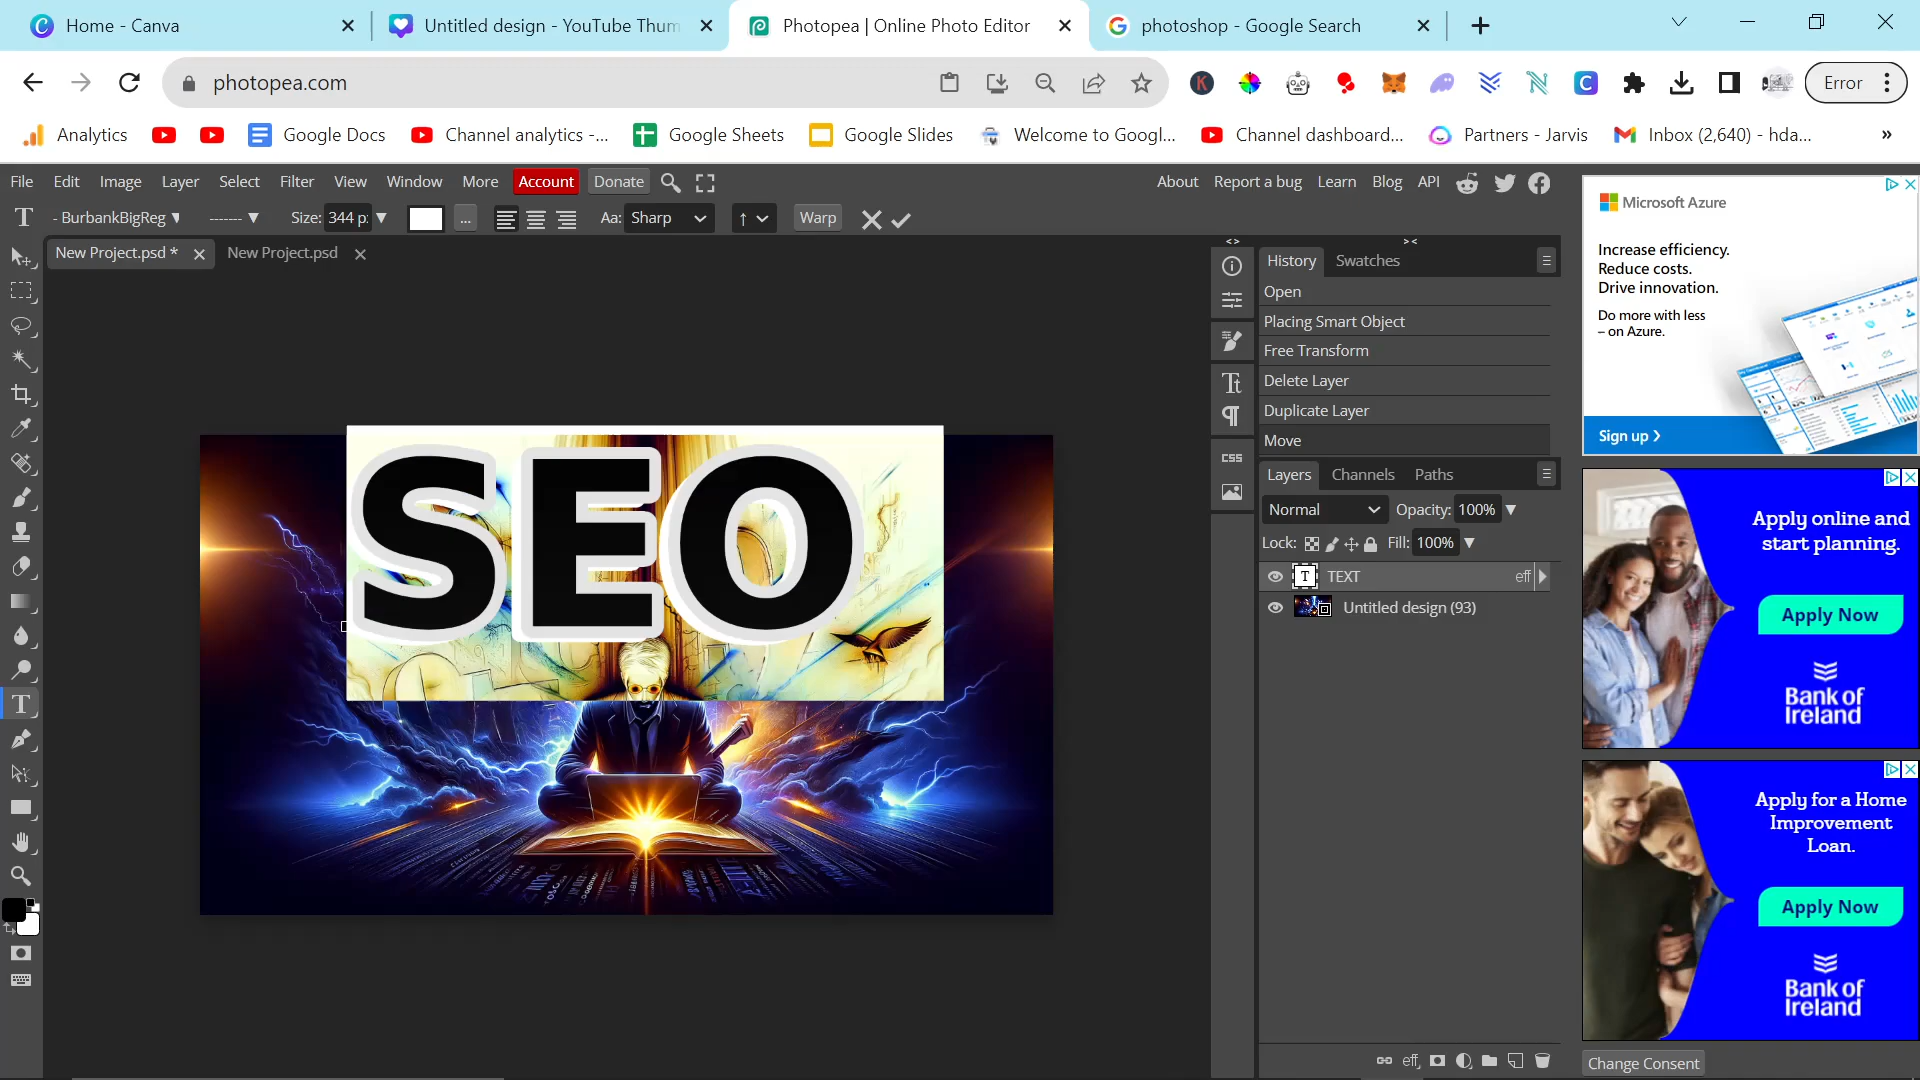 Home - Canva
Untitled design - YouTube Thum
Photopea | Online Photo Editor
photoshop - Google Search
photopea.com
Error
Analytics
Google Docs
Channel analytics -...
Google Sheets
Google Slides
Welcome to Googl...
Channel dashboard...
Partners - Jarvis
Inbox (2,640) - hda...
»
File Edit Image Layer Select Filter View Window More Account Donate
About Report a bug Learn Blog API
- BurbankBigReg
-------
Size: 344 p
...
Aa: Sharp
Warp
New Project.psd *
New Project.psd
History Swatches
Open
Placing Smart Object
Free Transform
Delete Layer
Duplicate Layer
Move
CSS
Layers Channels Paths
Normal
Opacity: 100%
Lock:
Fill: 100%
TEXT
eff
Untitled design (93)
eff
SEO
Microsoft Azure
Increase efficiency.
Reduce costs.
Drive innovation.
Do more with less
– on Azure.
Sign up
Apply online and
start planning.
Apply Now
Bank of
Ireland
Apply for a Home
Improvement
Loan.
Apply Now
Bank of
Ireland
Change Consent